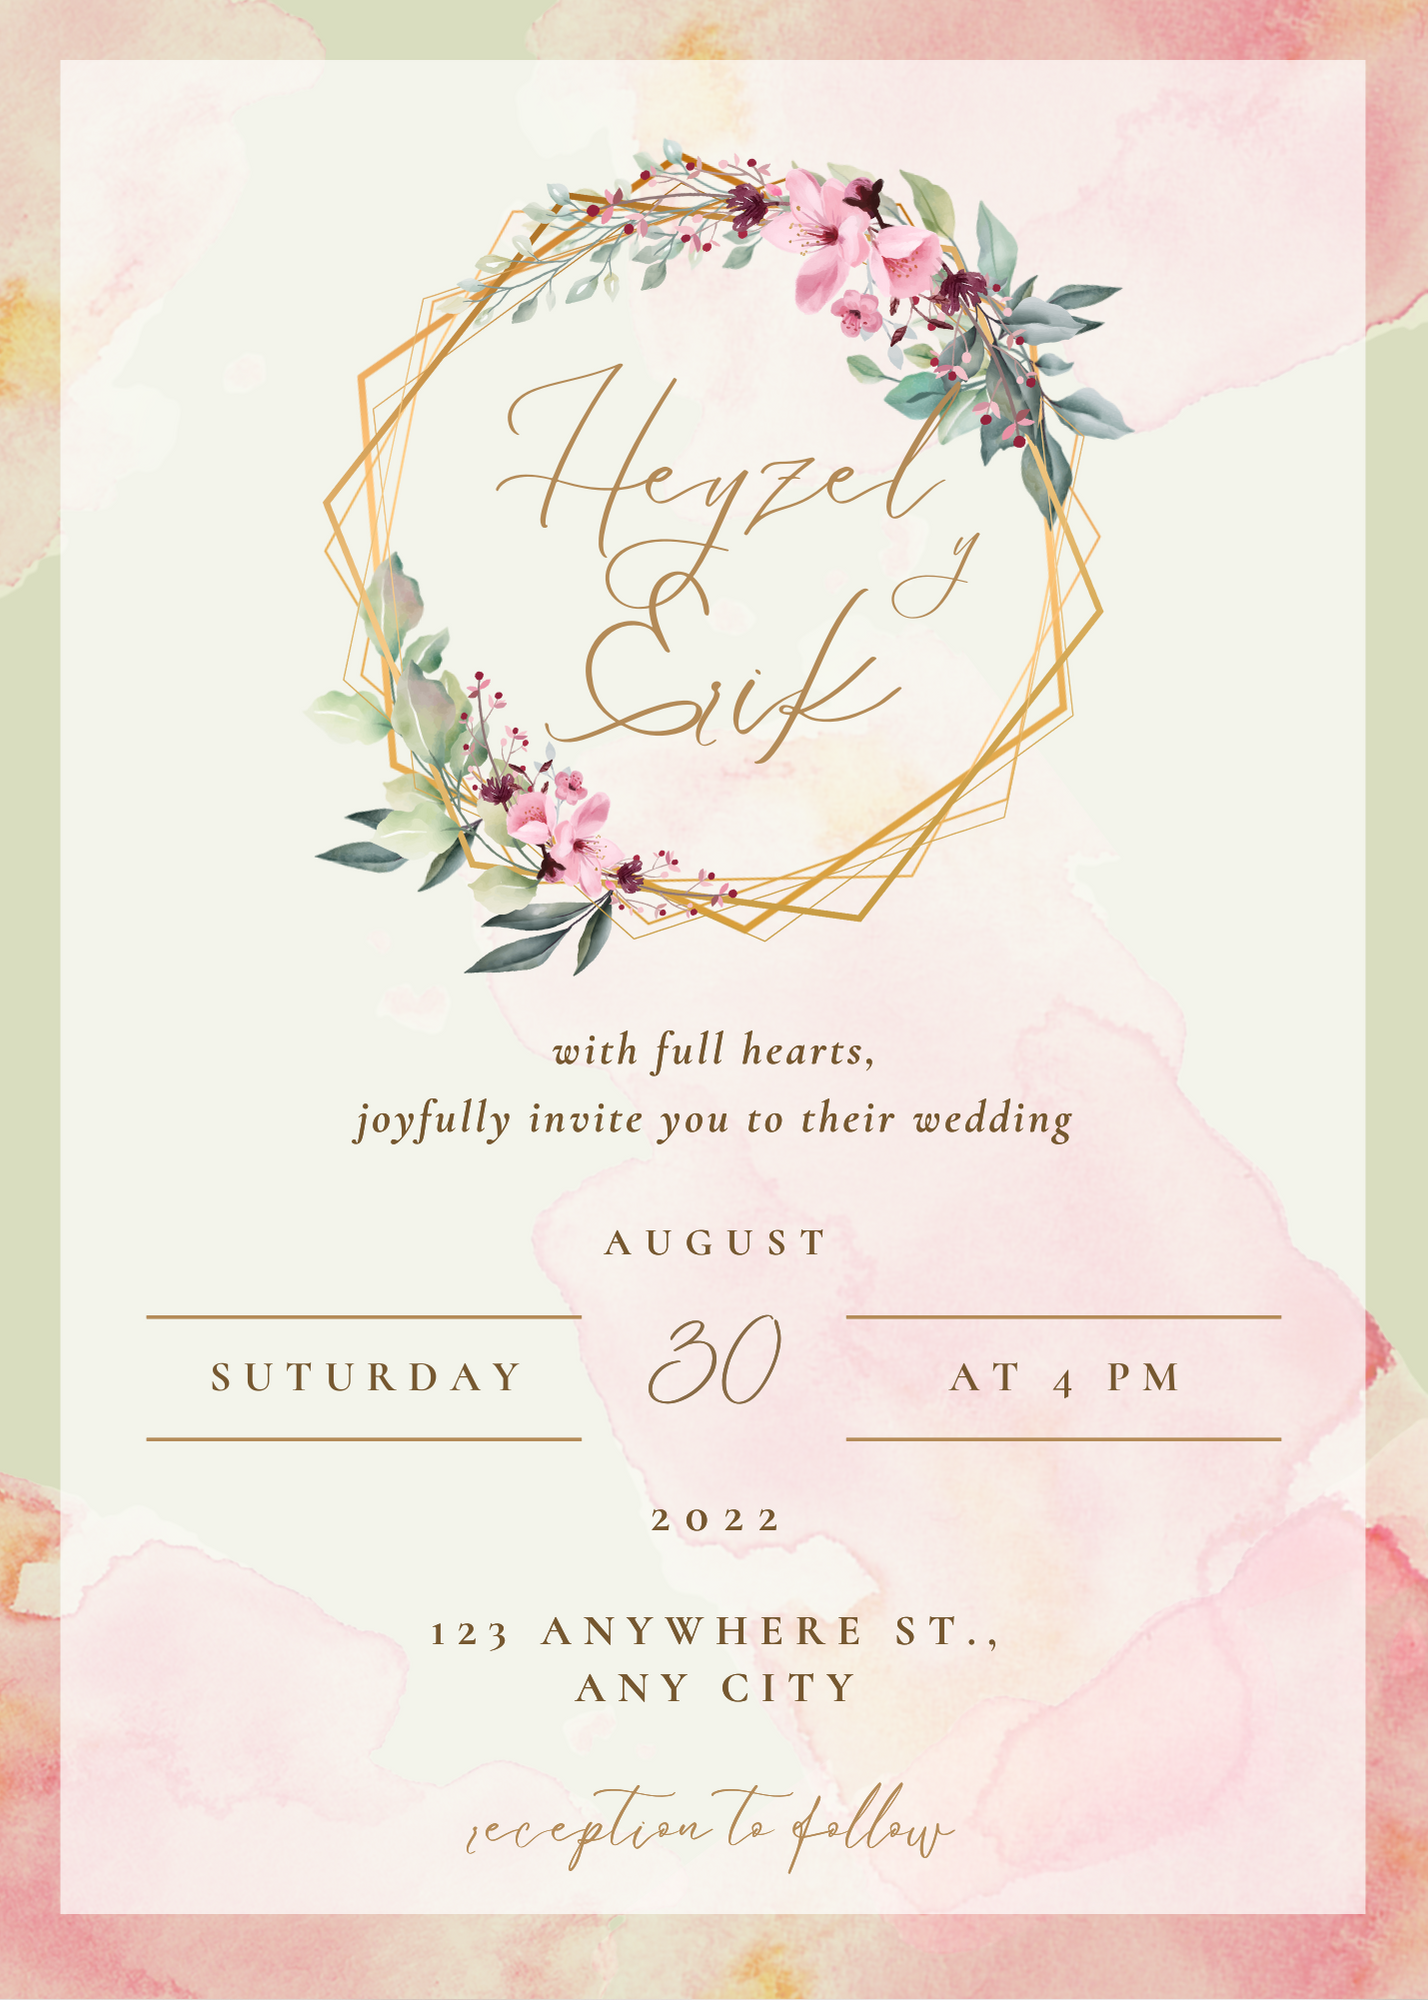 Heyzel
y
Erik
with full hearts,
joyfully invite you to their wedding
AUGUST
SUTURDAY 30 AT 4 PM
2022
123 ANYWHERE ST.,
ANY CITY
reception to follow